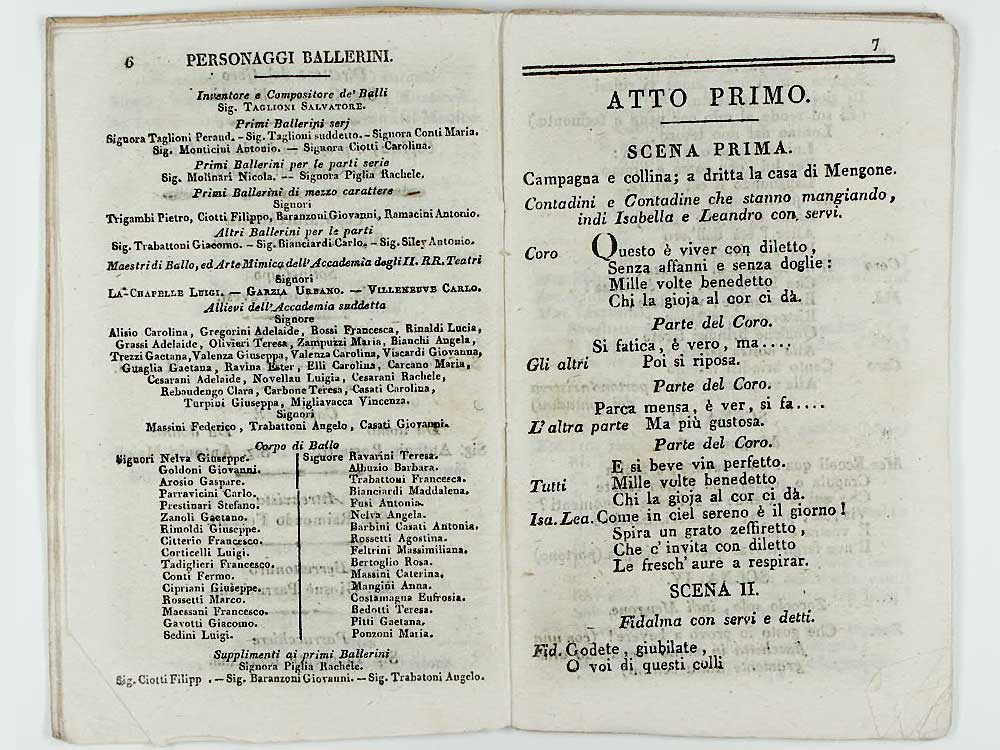 6 PERSONAGGI BALLERINI.
Inventore e Compositore de' Balli
Sig. TAGLIONI SALVATORE.
Primi Ballerini serj
Signora Taglioni Peraud. - Sig. Taglioni suddetto. - Signora Conti Maria.
Sig. Monticini Antonio. — Signora Ciotti Carolina.
Primi Ballerini per le parti serie
Sig. Molinari Nicola. -- Signora Piglia Rachele.
Primi Ballerini di mezzo carattere
Signori
Trigambi Pietro, Ciotti Filippo, Baranzoni Giovanni, Ramacini Antonio.
Altri Ballerini per le parti
Sig. Trabattoni Giacomo. - Sig. Bianciardi Carlo. - Sig. Siley Antonio.
Maestri di Ballo, ed Arte Mimica dell'Accademia degli II. RR. Teatri
Signori
LA-CHAPELLE LUIGI. — GARZIA URBANO. — VILLENEUVE CARLO.
Allievi dell'Accademia suddetta
Signore
Alisio Carolina, Gregorini Adelaide, Rossi Francesca, Rinaldi Lucia,
Grassi Adelaide, Olivieri Teresa, Zampuzzi Maria, Bianchi Angela,
Trezzi Gaetana, Valenza Giuseppa, Valenza Carolina, Viscardi Giovanna,
Guaglia Gaetana, Ravina Ester, Elli Carolina, Carcano Maria,
Cesarani Adelaide, Novellau Luigia, Cesarani Rachele,
Rebaudengo Clara, Carbone Teresa, Casati Carolina,
Turpini Giuseppa, Migliavacca Vincenza.
Signori
Massini Federico, Trabattoni Angelo, Casati Giovanni.
Corpo di Ballo
Signori Nelva Giuseppe.
Goldoni Giovanni.
Arosio Gaspare.
Parravicini Carlo.
Prestinari Stefano.
Zanoli Gaetano.
Rimoldi Giuseppe.
Citterio Francesco.
Corticelli Luigi.
Tadiglieri Francesco.
Conti Fermo.
Cipriani Giuseppe.
Rossetti Marco.
Maessani Francesco.
Gavotti Giacomo.
Sedini Luigi.
Signore Ravarini Teresa.
Albuzio Barbara.
Trabattoni Francesca.
Bianciardi Maddalena.
Fusi Antonia.
Nelva Angela.
Barbini Casati Antonia.
Rossetti Agostina.
Feltrini Massimiliana.
Bertoglio Rosa.
Massini Caterina.
Mangini Anna.
Costamagna Eufrosia.
Bedotti Teresa.
Pitti Gaetana.
Ponzoni Maria.
Supplimenti ai primi Ballerini
Signora Piglia Rachele.
Sig. Ciotti Filipp . — Sig. Baranzoni Giovanni. — Sig. Trabatoni Angelo.
7
ATTO PRIMO.
SCENA PRIMA.
Campagna e collina; a dritta la casa di Mengone.
Contadini e Contadine che stanno mangiando,
indi Isabella e Leandro con servi.
Coro Questo è viver con diletto,
Senza affanni e senza doglie:
Mille volte benedetto
Chi la gioja al cor ci dà.
Parte del Coro.
Si fatica, è vero, ma....
Gli altri Poi si riposa.
Parte del Coro.
Parca mensa, è ver, si fa....
L'altra parte Ma più gustosa.
Parte del Coro.
E si beve vin perfetto.
Tutti Mille volte benedetto
Chi la gioja al cor ci dà.
Isa. Lea. Come in ciel sereno è il giorno!
Spira un grato zeffiretto,
Che c'invita con diletto
Le fresch'aure a respirar.
SCENA II.
Fidalma con servi e detti.
Fid. Godete, giubilate,
O voi di questi colli